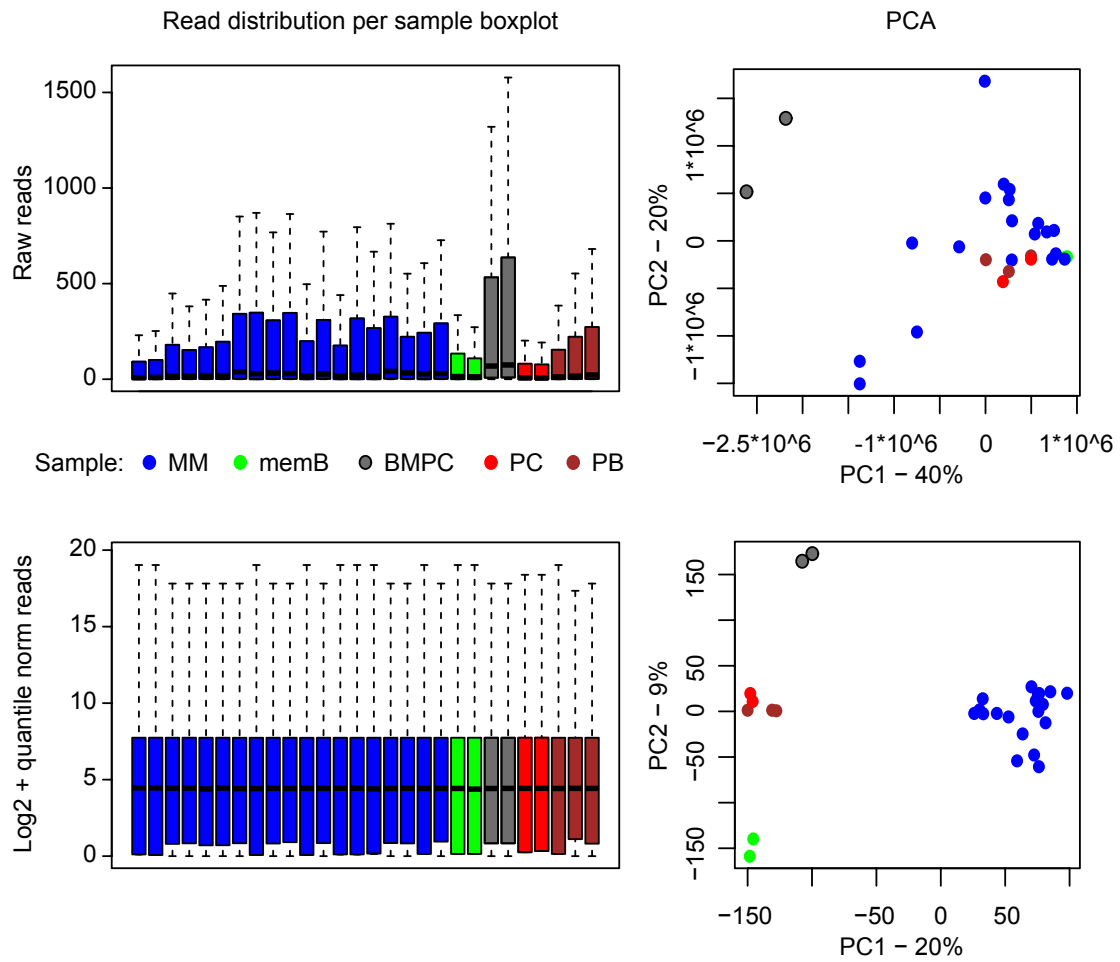 Read distribution per sample boxplot
PCA
Raw reads
1500
1000
500
0
PC2 − 20%
1*10^6
0
−1*10^6
−2.5*10^6 -1*10^6 0 1*10^6
PC1 − 40%
Sample: MM memB BMPC PC PB
Log2 + quantile norm reads
20
15
10
5
0
PC2 − 9%
150
50
0
−50
−150
−150 −50 0 50
PC1 − 20%